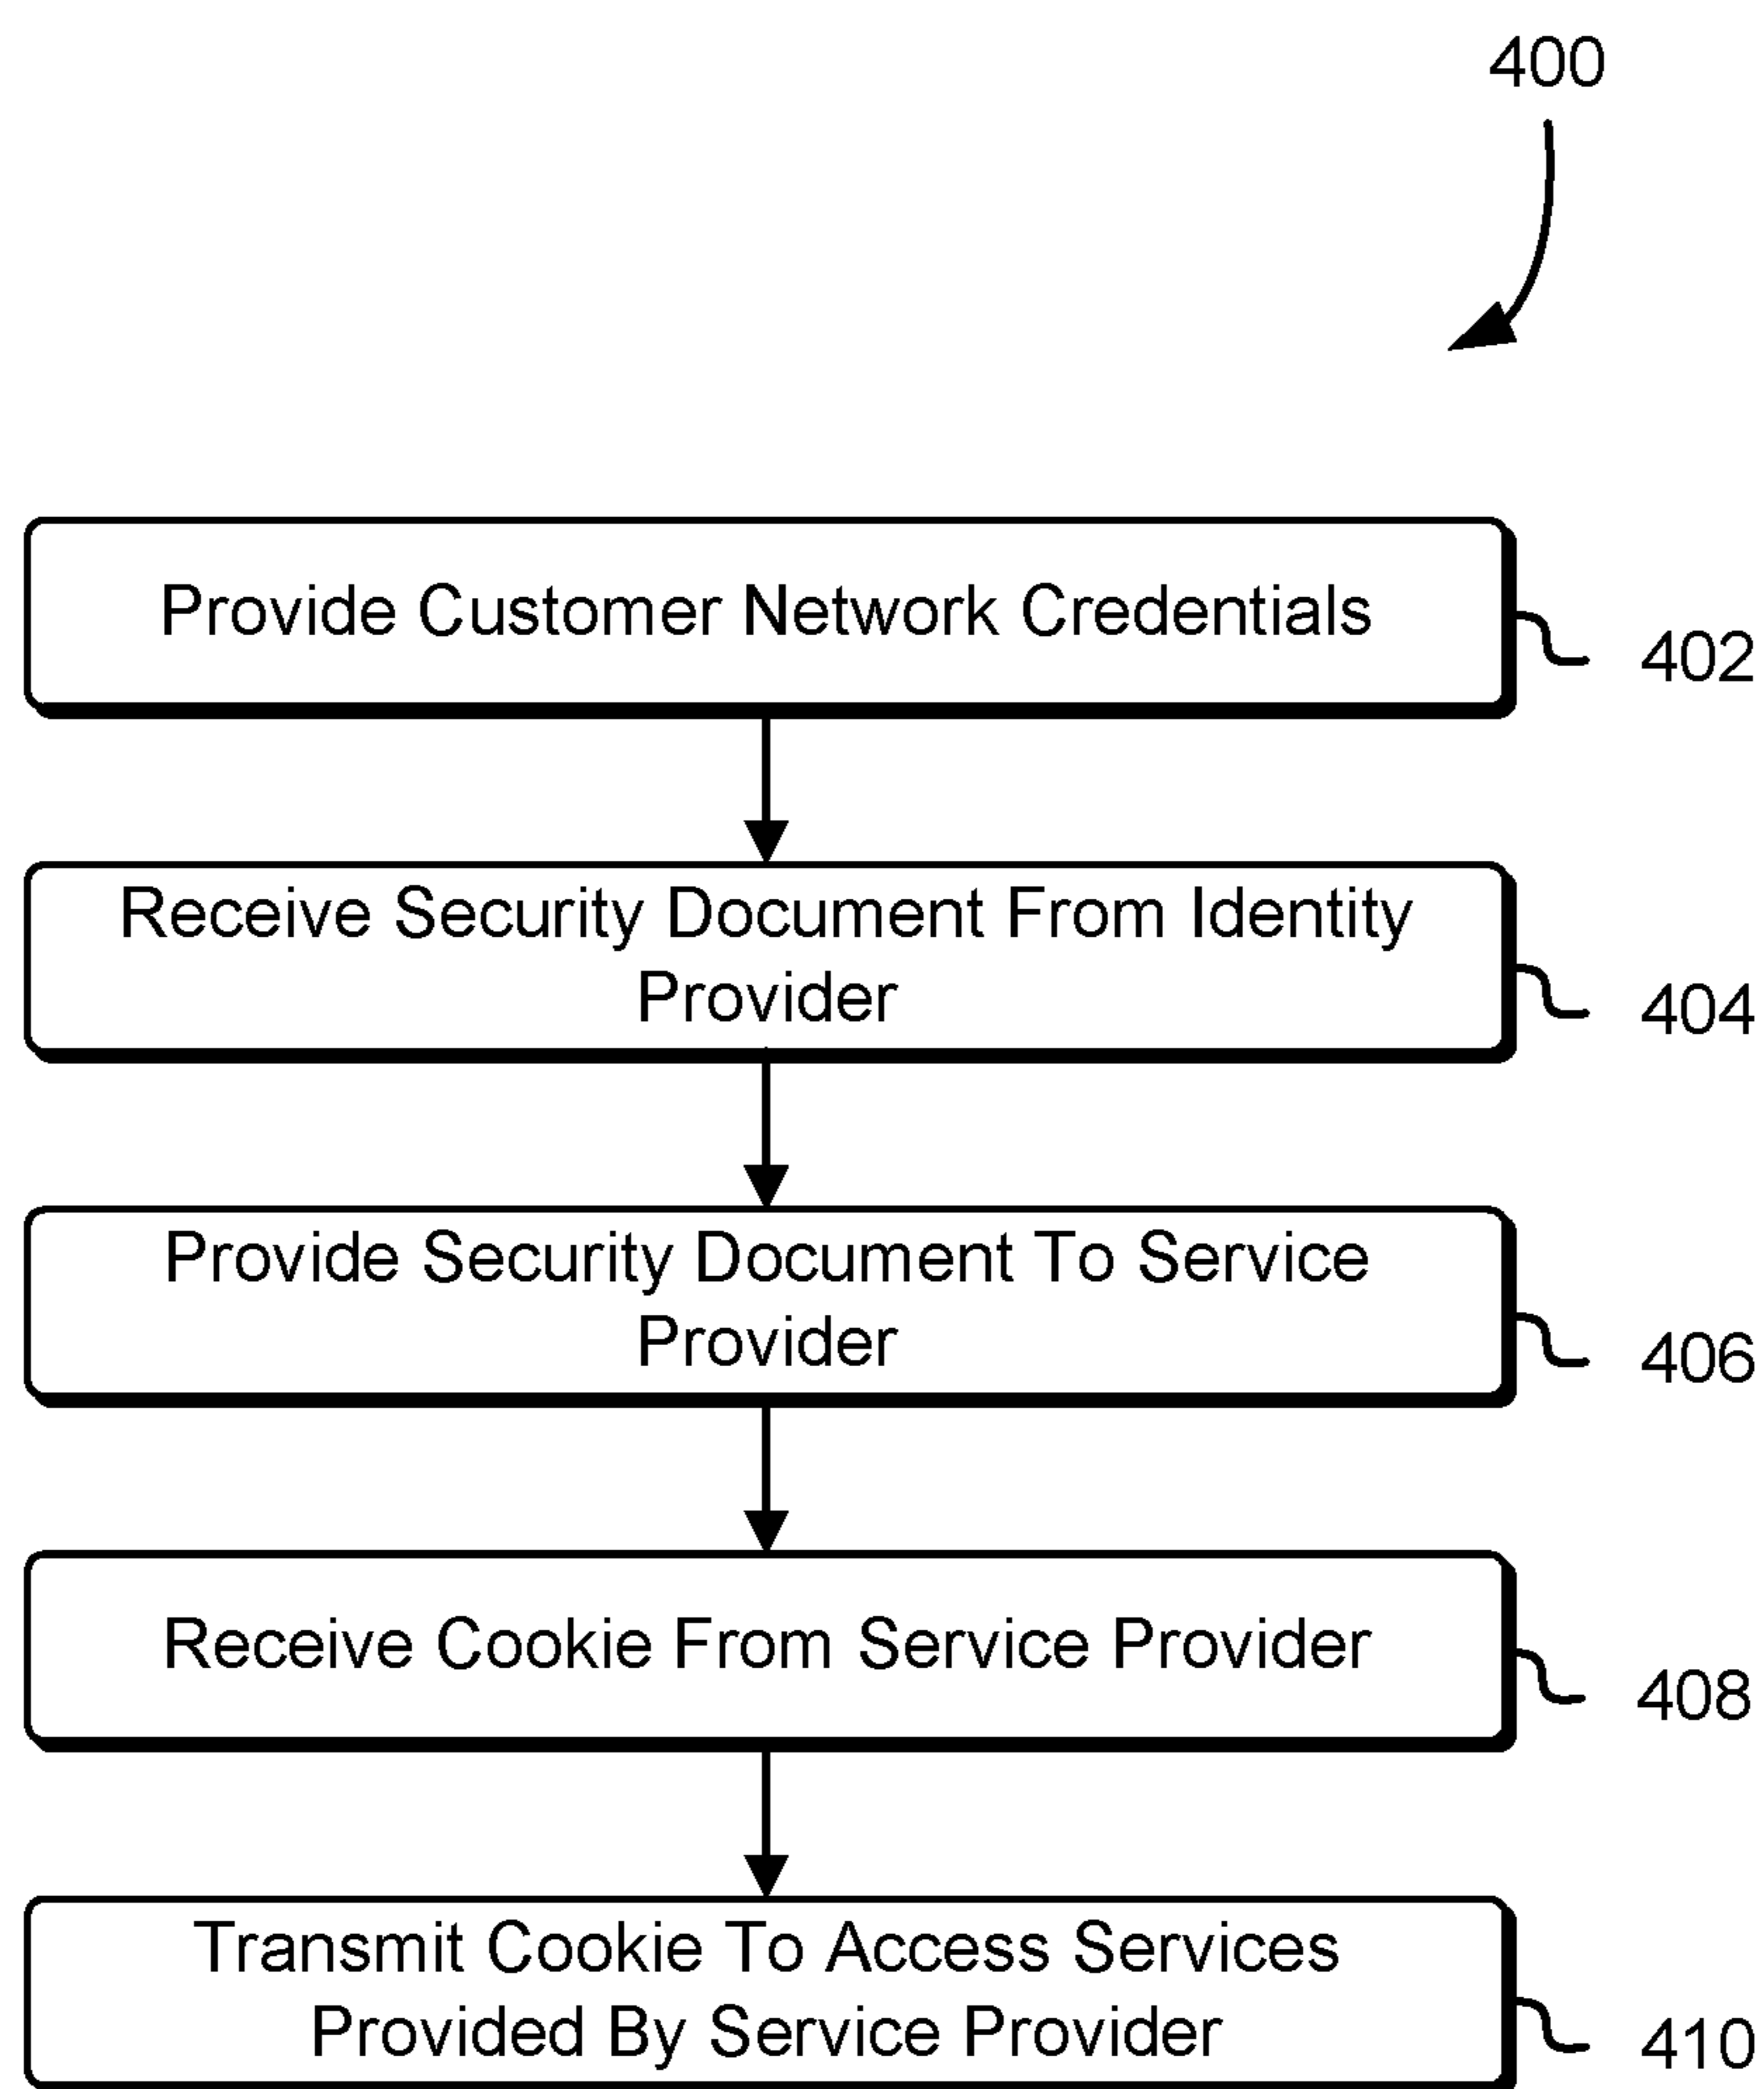 400
Provide Customer Network Credentials
402
Receive Security Document From Identity
Provider
404
Provide Security Document To Service
Provider
406
Receive Cookie From Service Provider
408
Transmit Cookie To Access Services
Provided By Service Provider
410